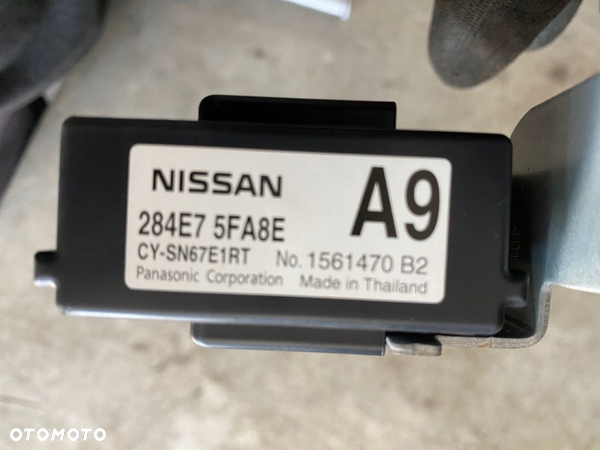 NISSAN
A9
284E7 5FA8E
CY-SN67E1RT No. 1561470 B2
Panasonic Corporation Made in Thailand
OTOMOTO